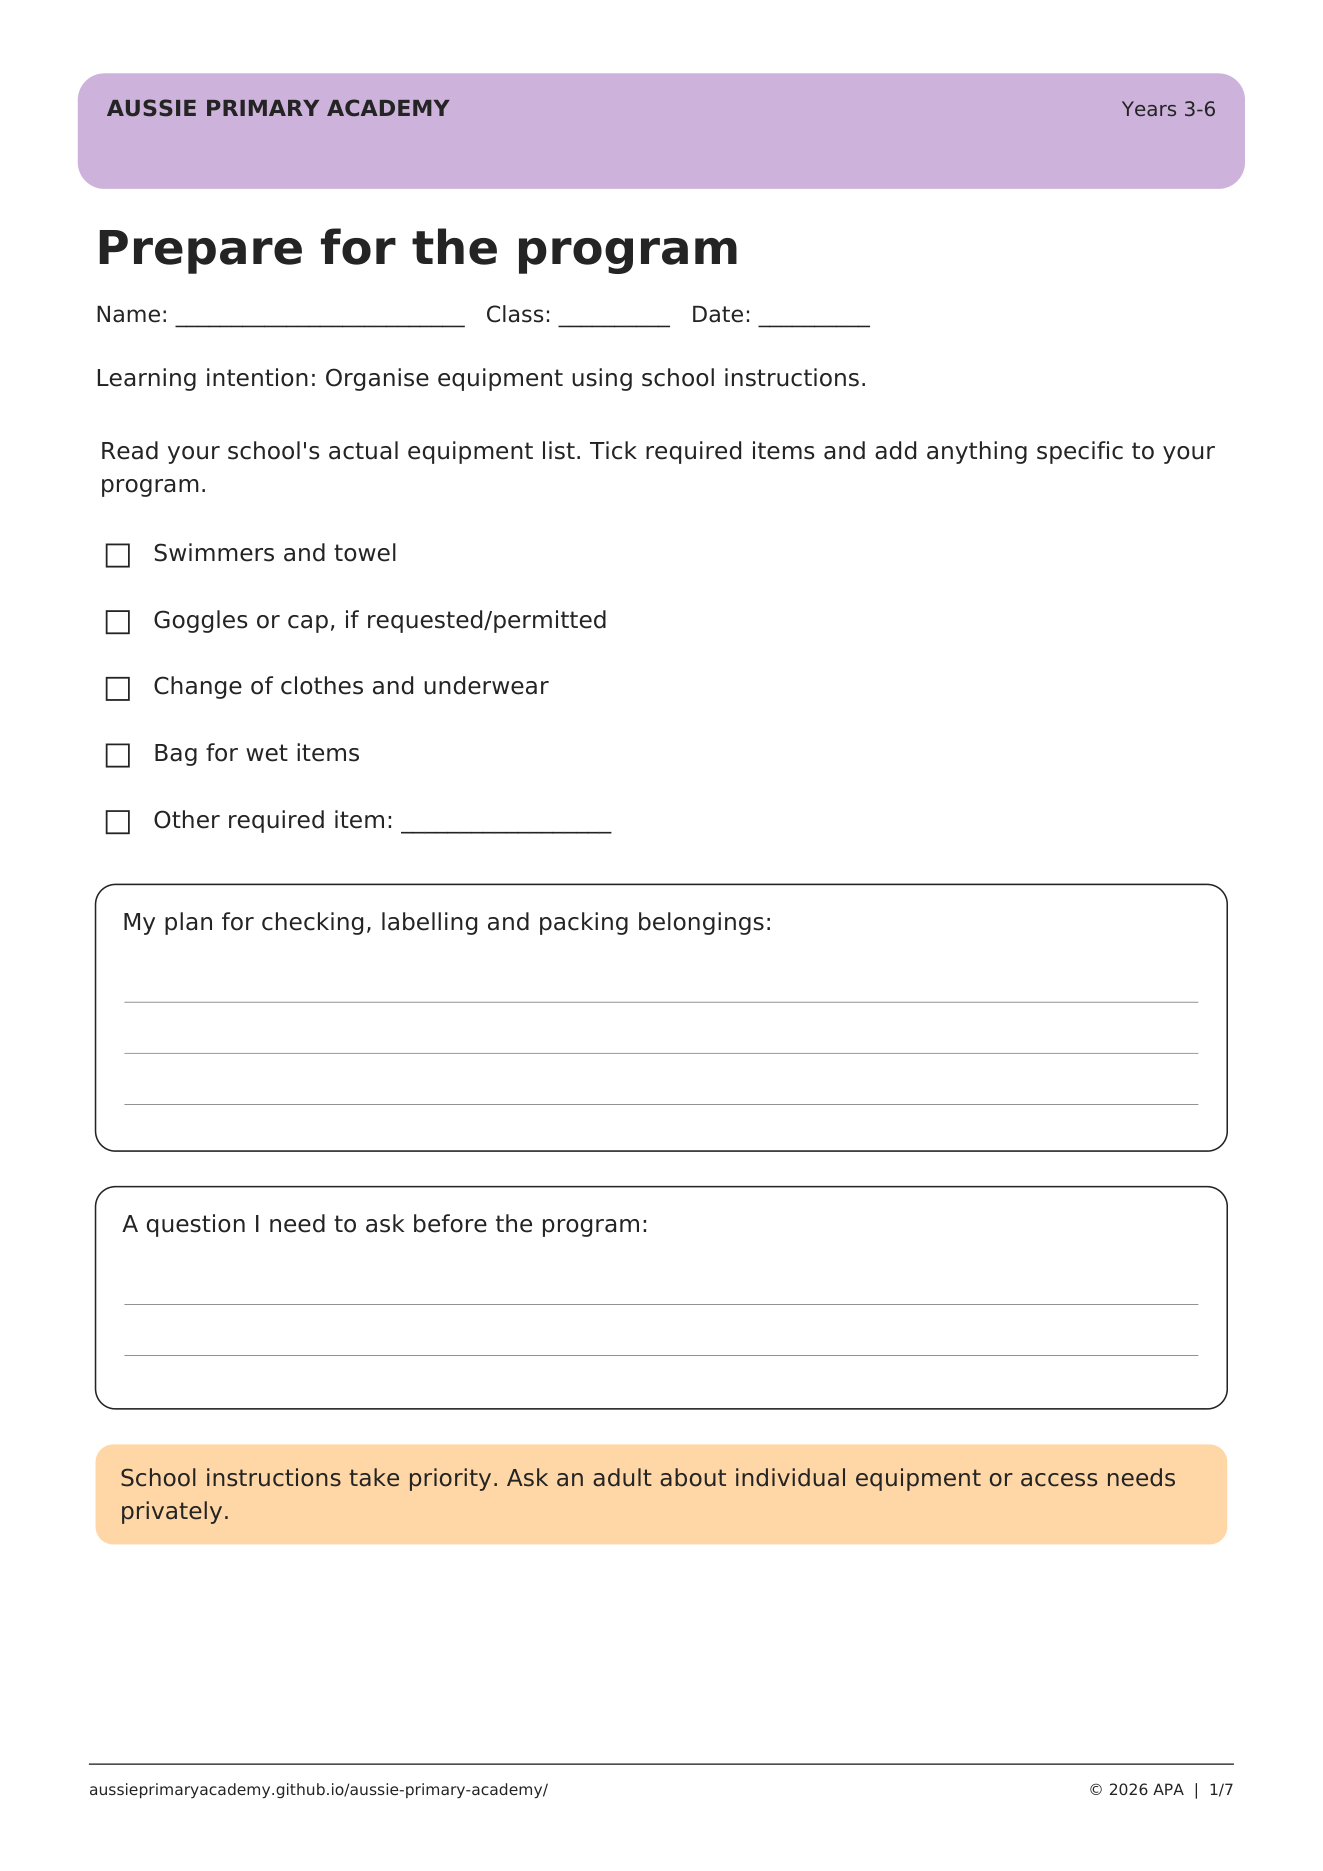 AUSSIE PRIMARY ACADEMY Years 3-6
Prepare for the program
Name: __________________________ Class: __________ Date: __________
Learning intention: Organise equipment using school instructions.
Read your school's actual equipment list. Tick required items and add anything specific to your
program.
☐ Swimmers and towel
☐ Goggles or cap, if requested/permitted
☐ Change of clothes and underwear
☐ Bag for wet items
☐ Other required item: __________________
My plan for checking, labelling and packing belongings:
A question I need to ask before the program:
School instructions take priority. Ask an adult about individual equipment or access needs
privately.
aussieprimaryacademy.github.io/aussie-primary-academy/ © 2026 APA | 1/7